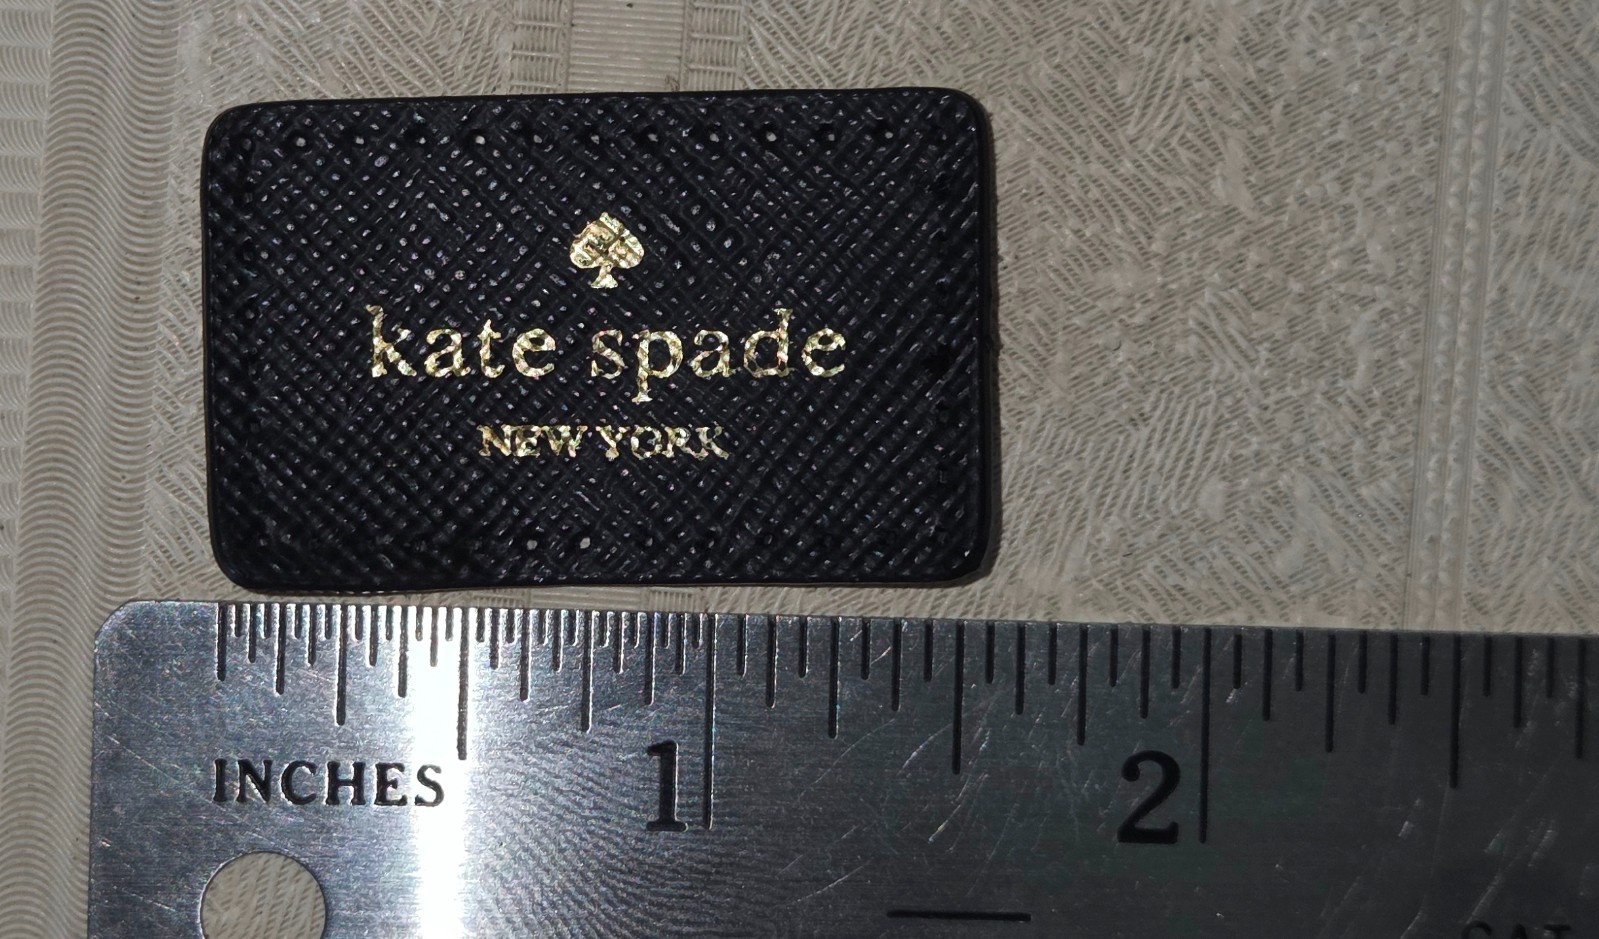 kate spade
NEW YORK
INCHES
1
2